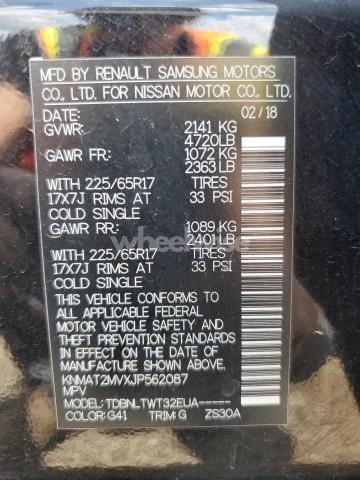 MFD BY RENAULT SAMSUNG MOTORS
CO., LTD. FOR NISSAN MOTOR CO., LTD.
DATE: 02 / 18
GVWR: 2141 KG
4720LB
GAWR FR: 1072 KG
2363LB
WITH 225/65R17 TIRES
17X7J RIMS AT 33 PSI
COLD SINGLE
GAWR RR: 1089 KG
2401LB
WITH 225/65R17 TIRES
17X7J RIMS AT 33 PSI
COLD SINGLE
THIS VEHICLE CONFORMS TO
ALL APPLICABLE FEDERAL
MOTOR VEHICLE SAFETY, BUMPER
AND THEFT PREVENTION STANDARDS
IN EFFECT ON THE DATE OF
MANUFACTURE SHOWN ABOVE.
KNMAT2MVXJP562087
MPV
MODEL: TDBNLTWT32EUA-----
COLOR:G41 TRIM:G ZS30A